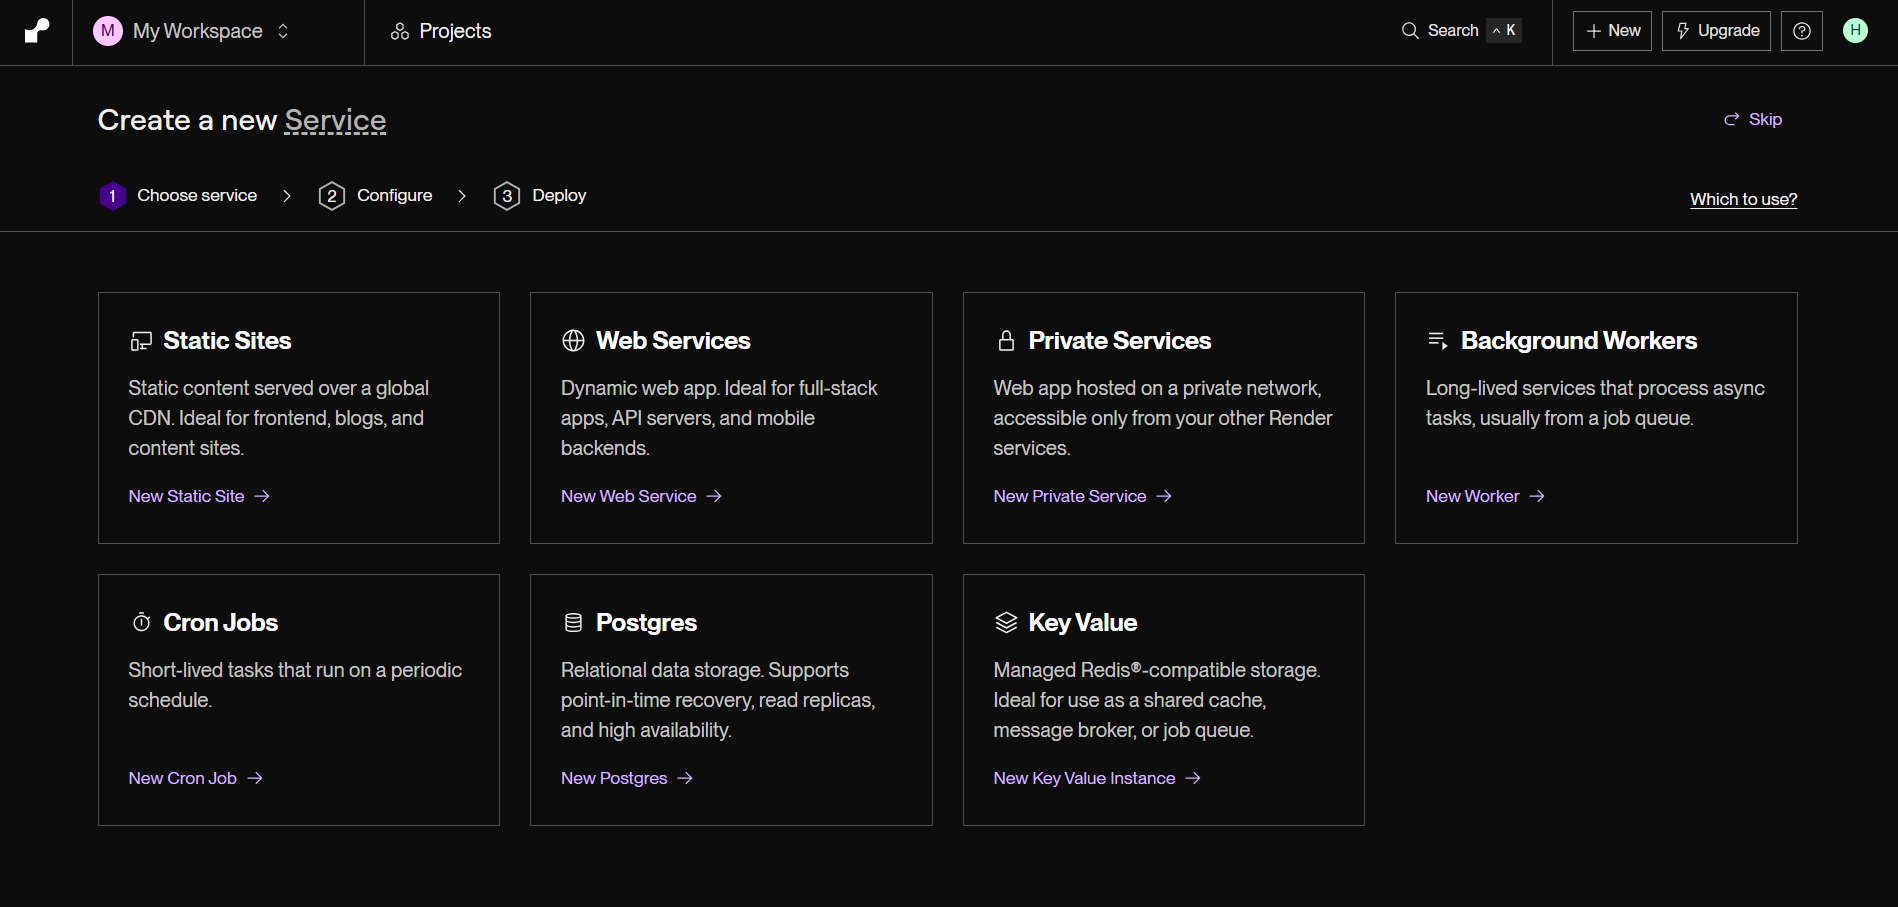 M My Workspace
Projects
Search ^ K
+ New
Upgrade
?
H
Create a new Service
Skip
1 Choose service
2 Configure
3 Deploy
Which to use?
Static Sites
Static content served over a global
CDN. Ideal for frontend, blogs, and
content sites.
New Static Site →
Web Services
Dynamic web app. Ideal for full-stack
apps, API servers, and mobile
backends.
New Web Service →
Private Services
Web app hosted on a private network,
accessible only from your other Render
services.
New Private Service →
Background Workers
Long-lived services that process async
tasks, usually from a job queue.
New Worker →
Cron Jobs
Short-lived tasks that run on a periodic
schedule.
New Cron Job →
Postgres
Relational data storage. Supports
point-in-time recovery, read replicas,
and high availability.
New Postgres →
Key Value
Managed Redis®-compatible storage.
Ideal for use as a shared cache,
message broker, or job queue.
New Key Value Instance →